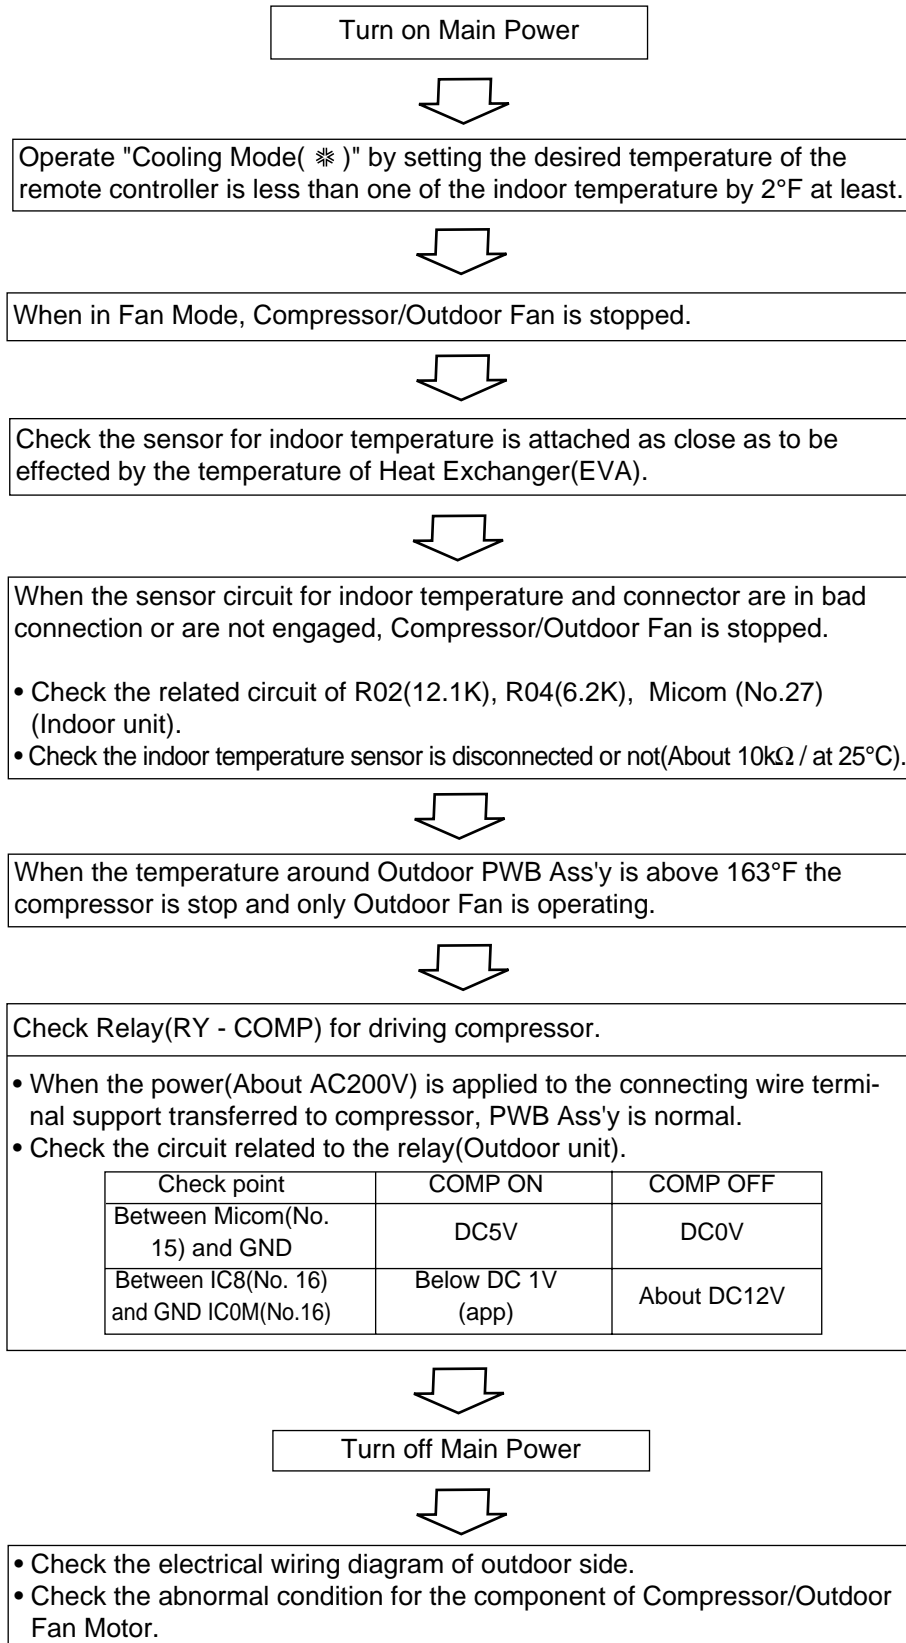 Turn on Main Power
Operate "Cooling Mode( ❊ )" by setting the desired temperature of the
remote controller is less than one of the indoor temperature by 2°F at least.
When in Fan Mode, Compressor/Outdoor Fan is stopped.
Check the sensor for indoor temperature is attached as close as to be
effected by the temperature of Heat Exchanger(EVA).
When the sensor circuit for indoor temperature and connector are in bad
connection or are not engaged, Compressor/Outdoor Fan is stopped.
• Check the related circuit of R02(12.1K), R04(6.2K), Micom (No.27)
(Indoor unit).
• Check the indoor temperature sensor is disconnected or not(About 10kΩ / at 25°C).
When the temperature around Outdoor PWB Ass'y is above 163°F the
compressor is stop and only Outdoor Fan is operating.
Check Relay(RY - COMP) for driving compressor.
• When the power(About AC200V) is applied to the connecting wire termi-
nal support transferred to compressor, PWB Ass'y is normal.
• Check the circuit related to the relay(Outdoor unit).
Check point COMP ON COMP OFF
Between Micom(No.
15) and GND DC5V DC0V
Between IC8(No. 16) Below DC 1V
and GND IC0M(No.16) (app) About DC12V
Turn off Main Power
• Check the electrical wiring diagram of outdoor side.
• Check the abnormal condition for the component of Compressor/Outdoor
Fan Motor.